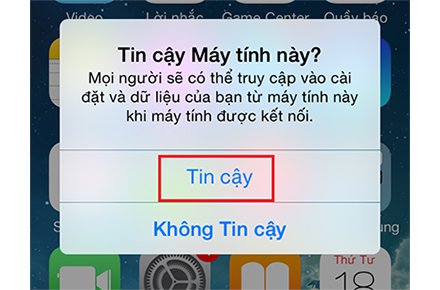 Video Lời nhắc Game Center Quầy báo
Tin cậy Máy tính này?
Mọi người sẽ có thể truy cập vào cài
đặt và dữ liệu của bạn từ máy tính này
khi máy tính được kết nối.
Tin cậy
Không Tin cậy
Thứ Tư
18